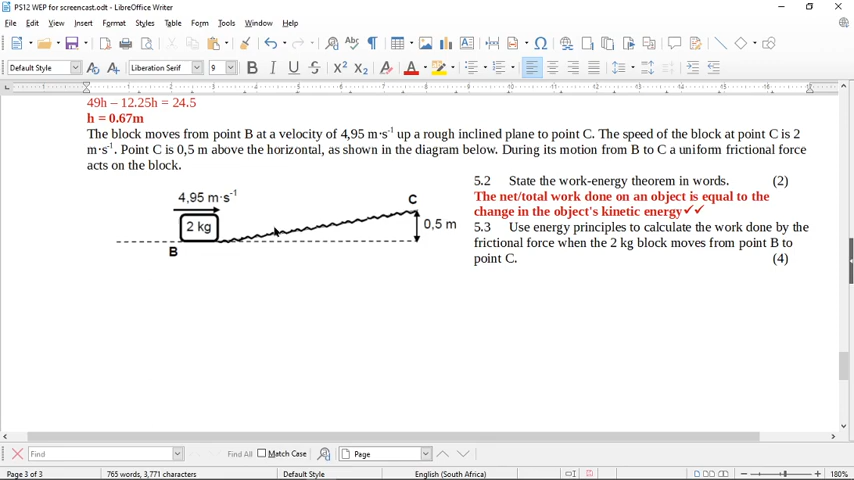 PS12 WEP for screencast.odt - LibreOffice Writer
File Edit View Insert Format Styles Table Form Tools Window Help
Default Style Liberation Serif 9
49h – 12.25h = 24.5
h = 0.67m
The block moves from point B at a velocity of 4,95 m·s-1 up a rough inclined plane to point C. The speed of the block at point C is 2
m·s-1. Point C is 0,5 m above the horizontal, as shown in the diagram below. During its motion from B to C a uniform frictional force
acts on the block.
4,95 m·s-1
2 kg
B
C
0,5 m
5.2 State the work-energy theorem in words. (2)
The net/total work done on an object is equal to the
change in the object's kinetic energy✓✓
5.3 Use energy principles to calculate the work done by the
frictional force when the 2 kg block moves from point B to
point C. (4)
Find Find All Match Case Page
Page 3 of 3 765 words, 3,771 characters Default Style English (South Africa) 180%